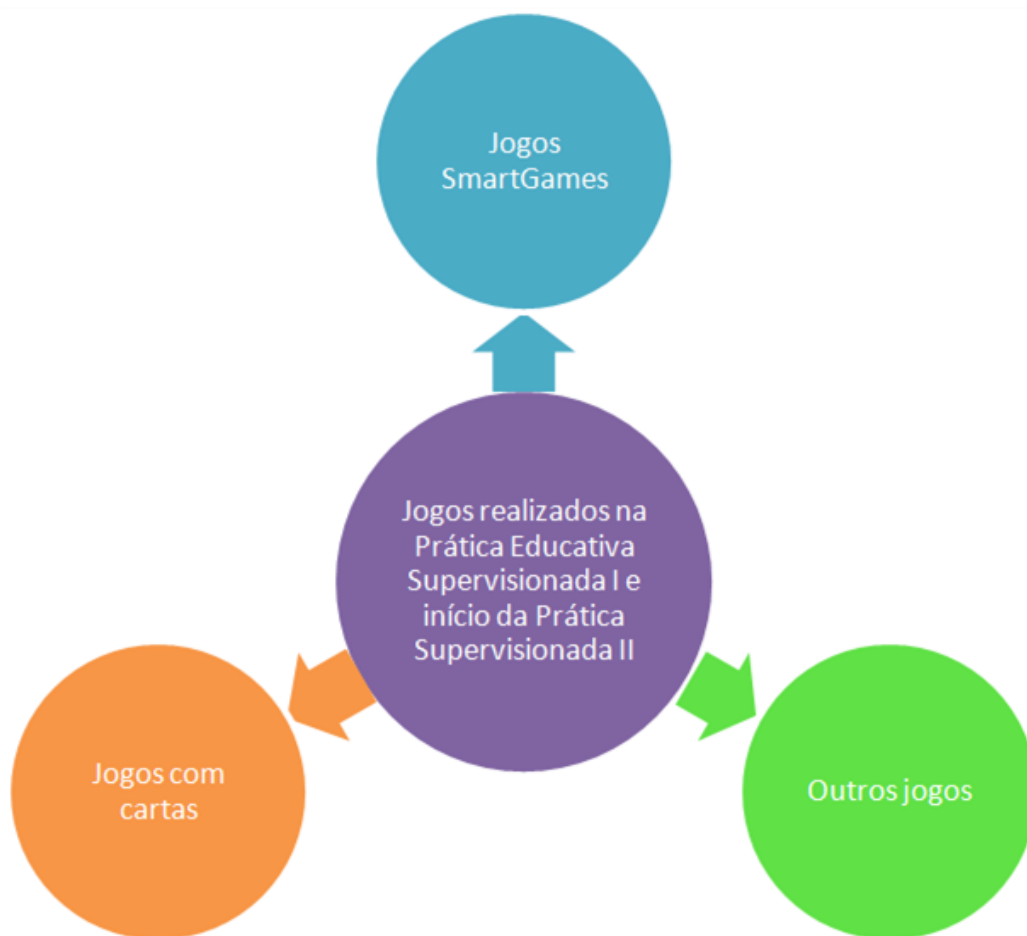 Jogos
SmartGames
Jogos realizados na
Prática Educativa
Supervisionada I e
início da Prática
Supervisionada II
Jogos com
cartas
Outros jogos